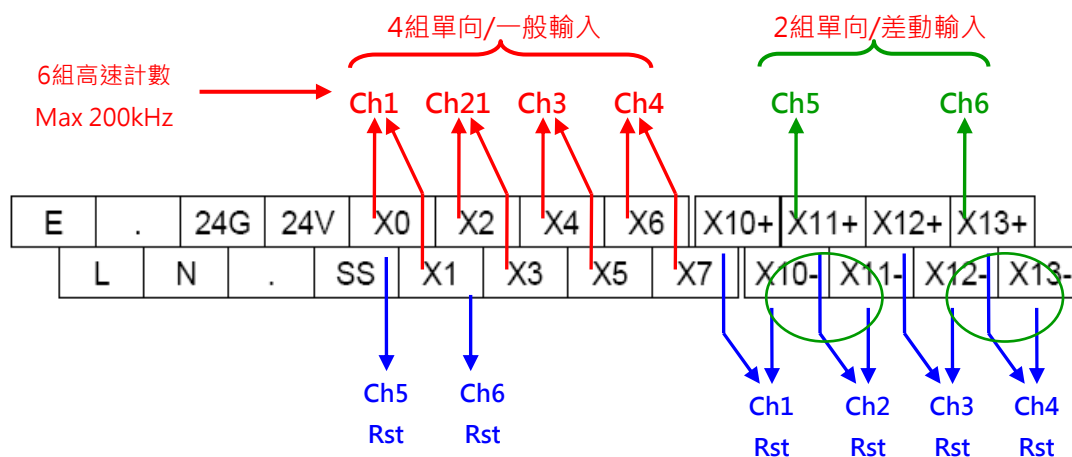 4組單向/一般輸入
2組單向/差動輸入
6組高速計數
Max 200kHz
Ch1 Ch21 Ch3 Ch4 Ch5 Ch6
E . 24G 24V X0 X2 X4 X6 X10+ X11+ X12+ X13+
L N . SS X1 X3 X5 X7 X10- X11- X12- X13-
Ch5 Ch6 Ch1 Ch2 Ch3 Ch4
Rst Rst Rst Rst Rst Rst